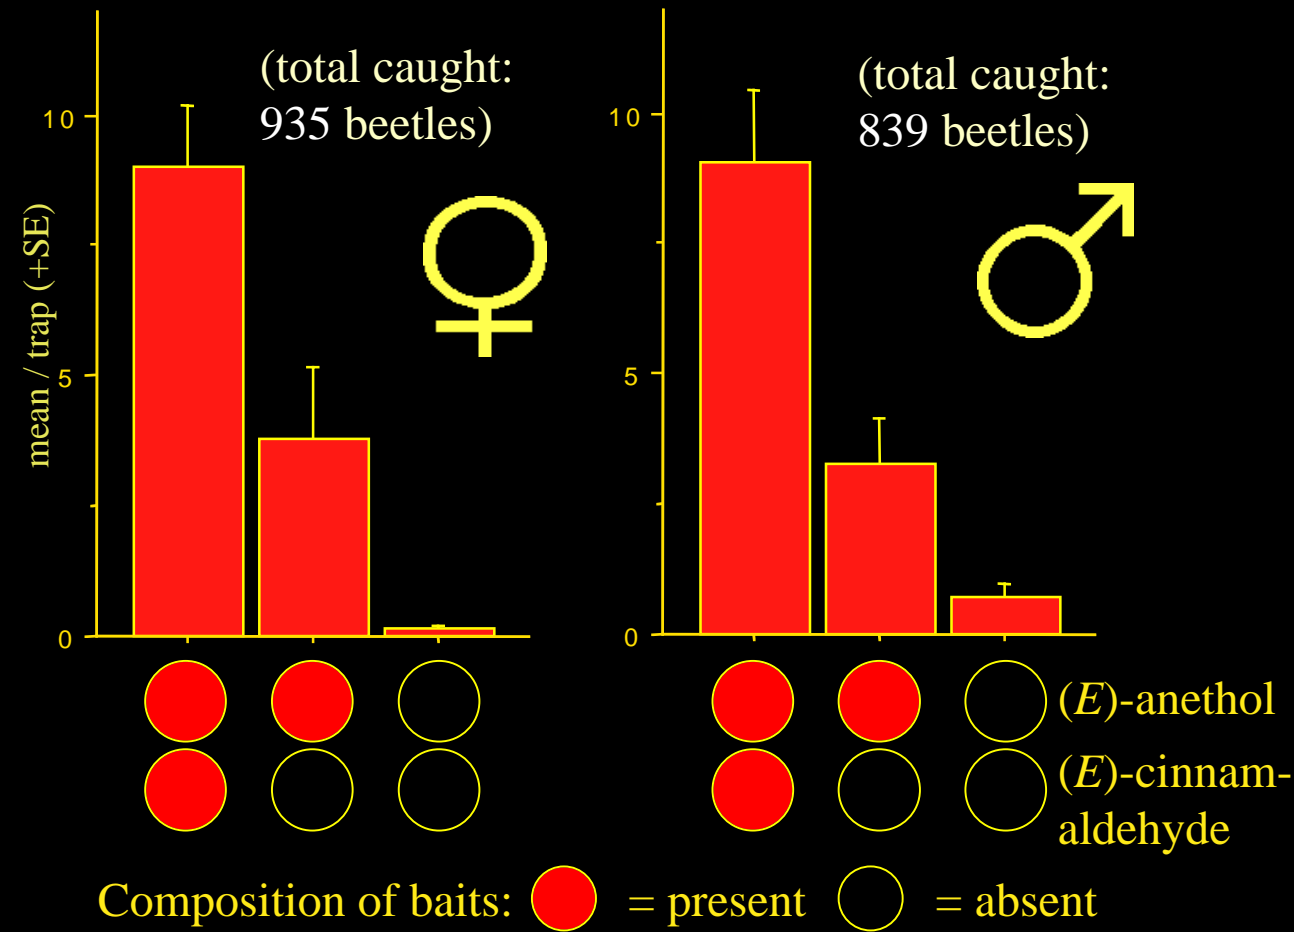 (total caught:
935 beetles)
10
5
0
mean / trap (+SE)
(total caught:
839 beetles)
10
5
0
(E)-anethol
(E)-cinnam-
aldehyde
Composition of baits: = present = absent